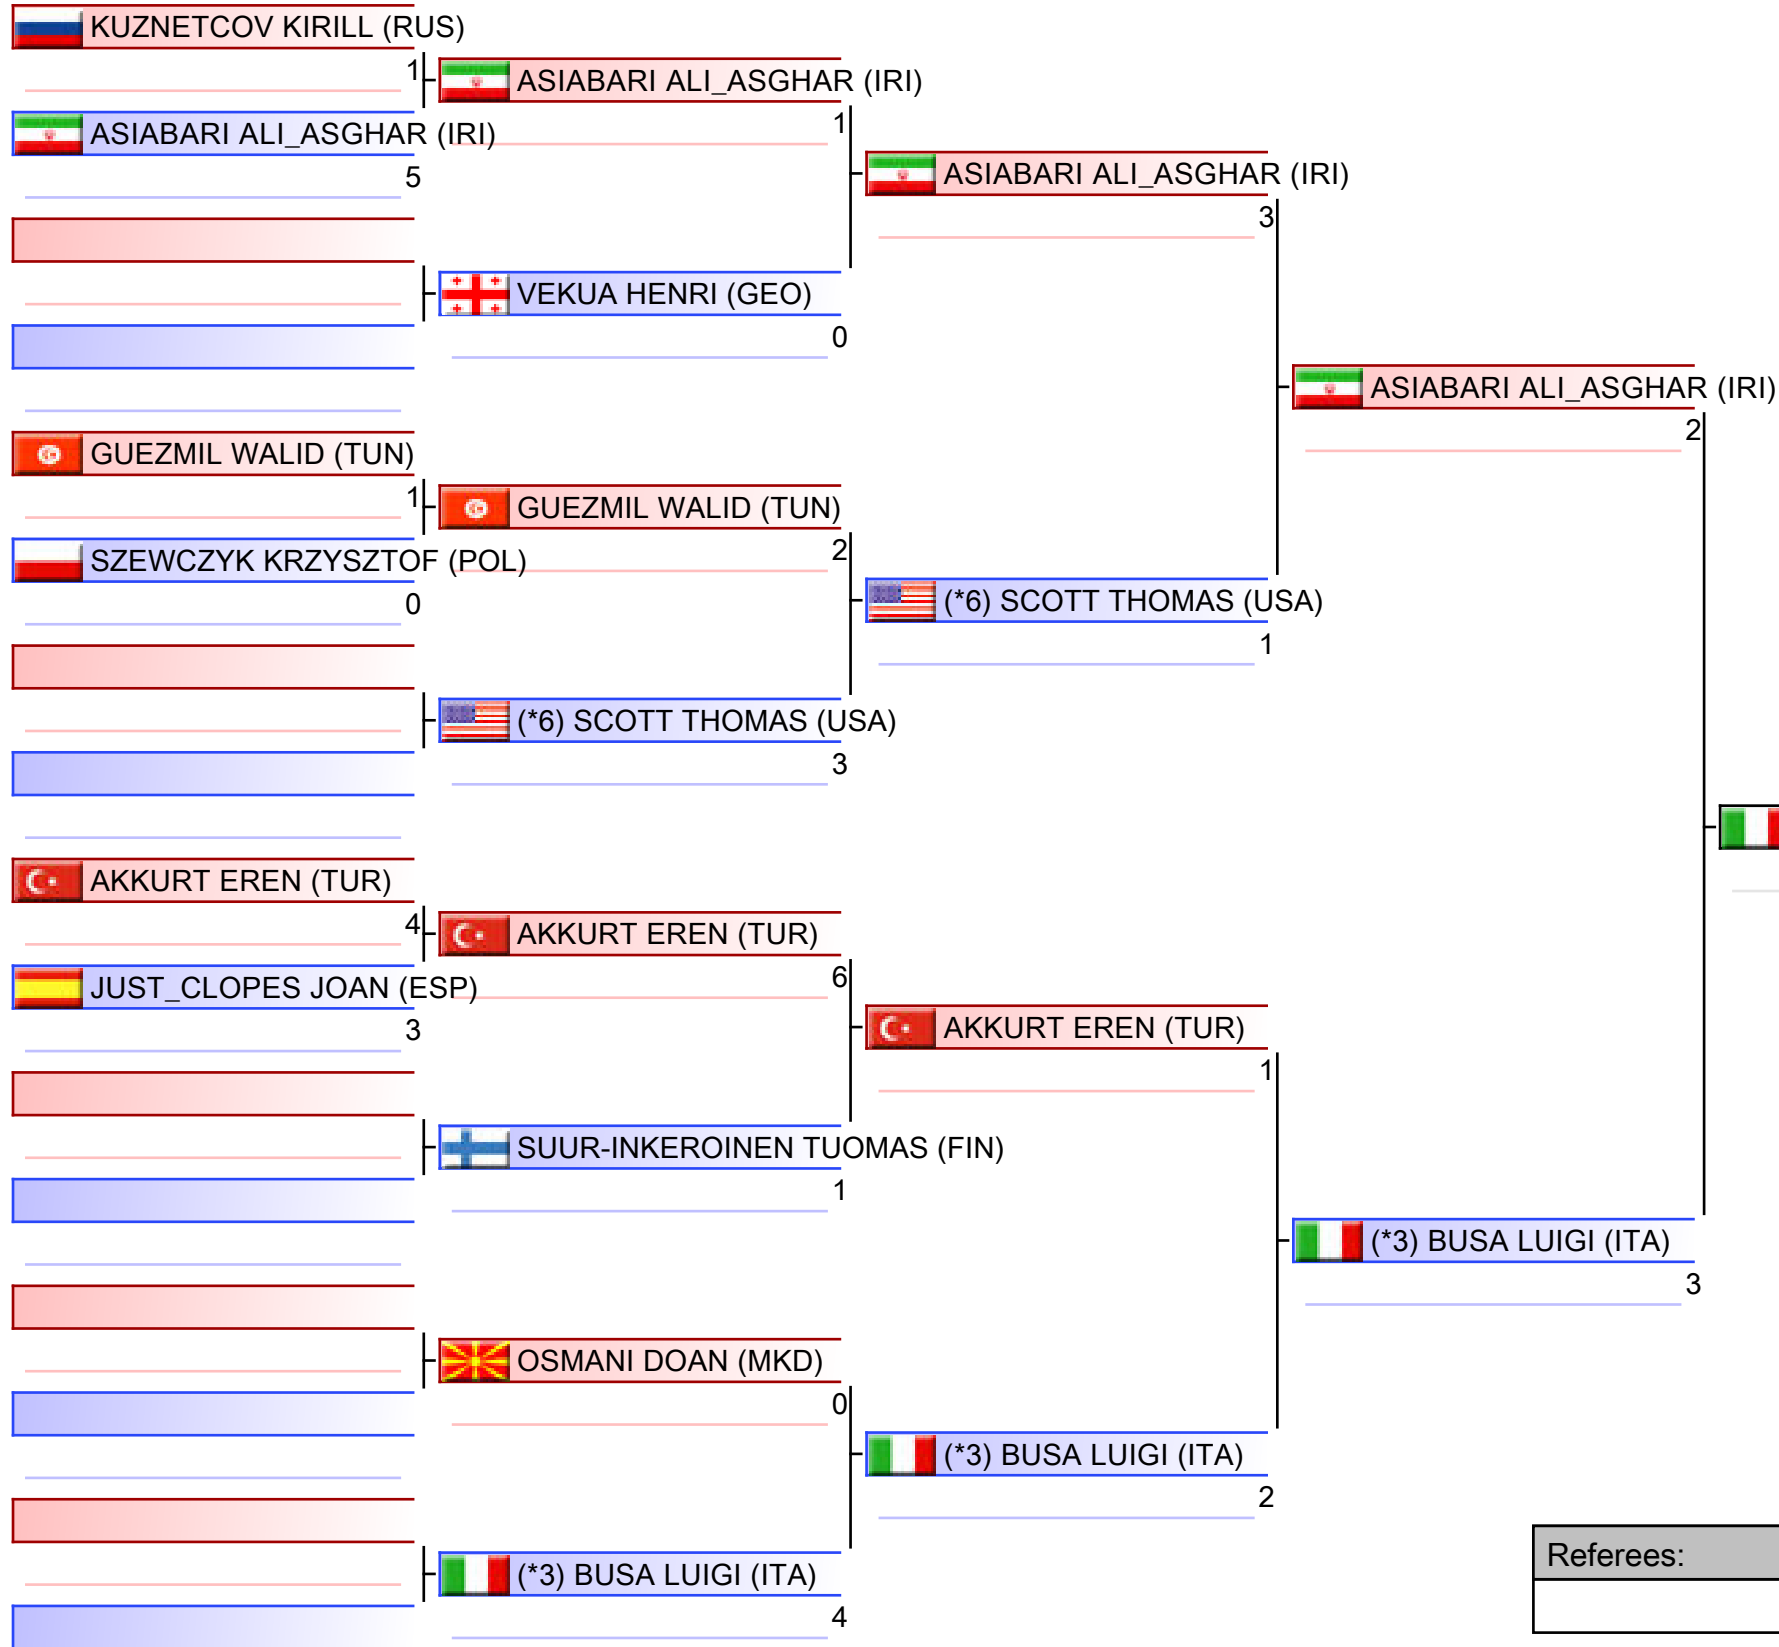 KUZNETCOV KIRILL (RUS)
1
ASIABARI ALI_ASGHAR (IRI)
5
GUEZMIL WALID (TUN)
1
SZEWCZYK KRZYSZTOF (POL)
0
AKKURT EREN (TUR)
4
JUST_CLOPES JOAN (ESP)
3
ASIABARI ALI_ASGHAR (IRI)
1
VEKUA HENRI (GEO)
0
GUEZMIL WALID (TUN)
2
(*6) SCOTT THOMAS (USA)
3
AKKURT EREN (TUR)
6
SUUR-INKEROINEN TUOMAS (FIN)
1
OSMANI DOAN (MKD)
0
(*3) BUSA LUIGI (ITA)
4
ASIABARI ALI_ASGHAR (IRI)
3
(*6) SCOTT THOMAS (USA)
1
AKKURT EREN (TUR)
1
(*3) BUSA LUIGI (ITA)
2
ASIABARI ALI_ASGHAR (IRI)
2
(*3) BUSA LUIGI (ITA)
3
Referees: